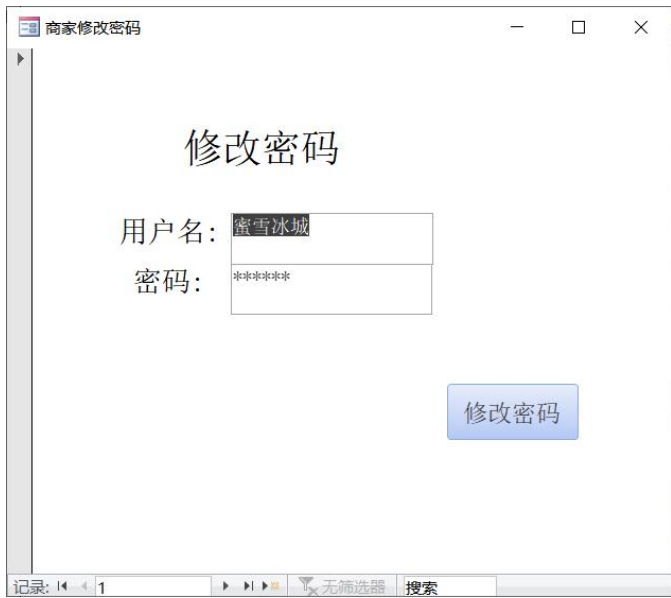 商家修改密码
修改密码
用户名:
蜜雪冰城
密码:
******
修改密码
记录: 1 无筛选器 搜索